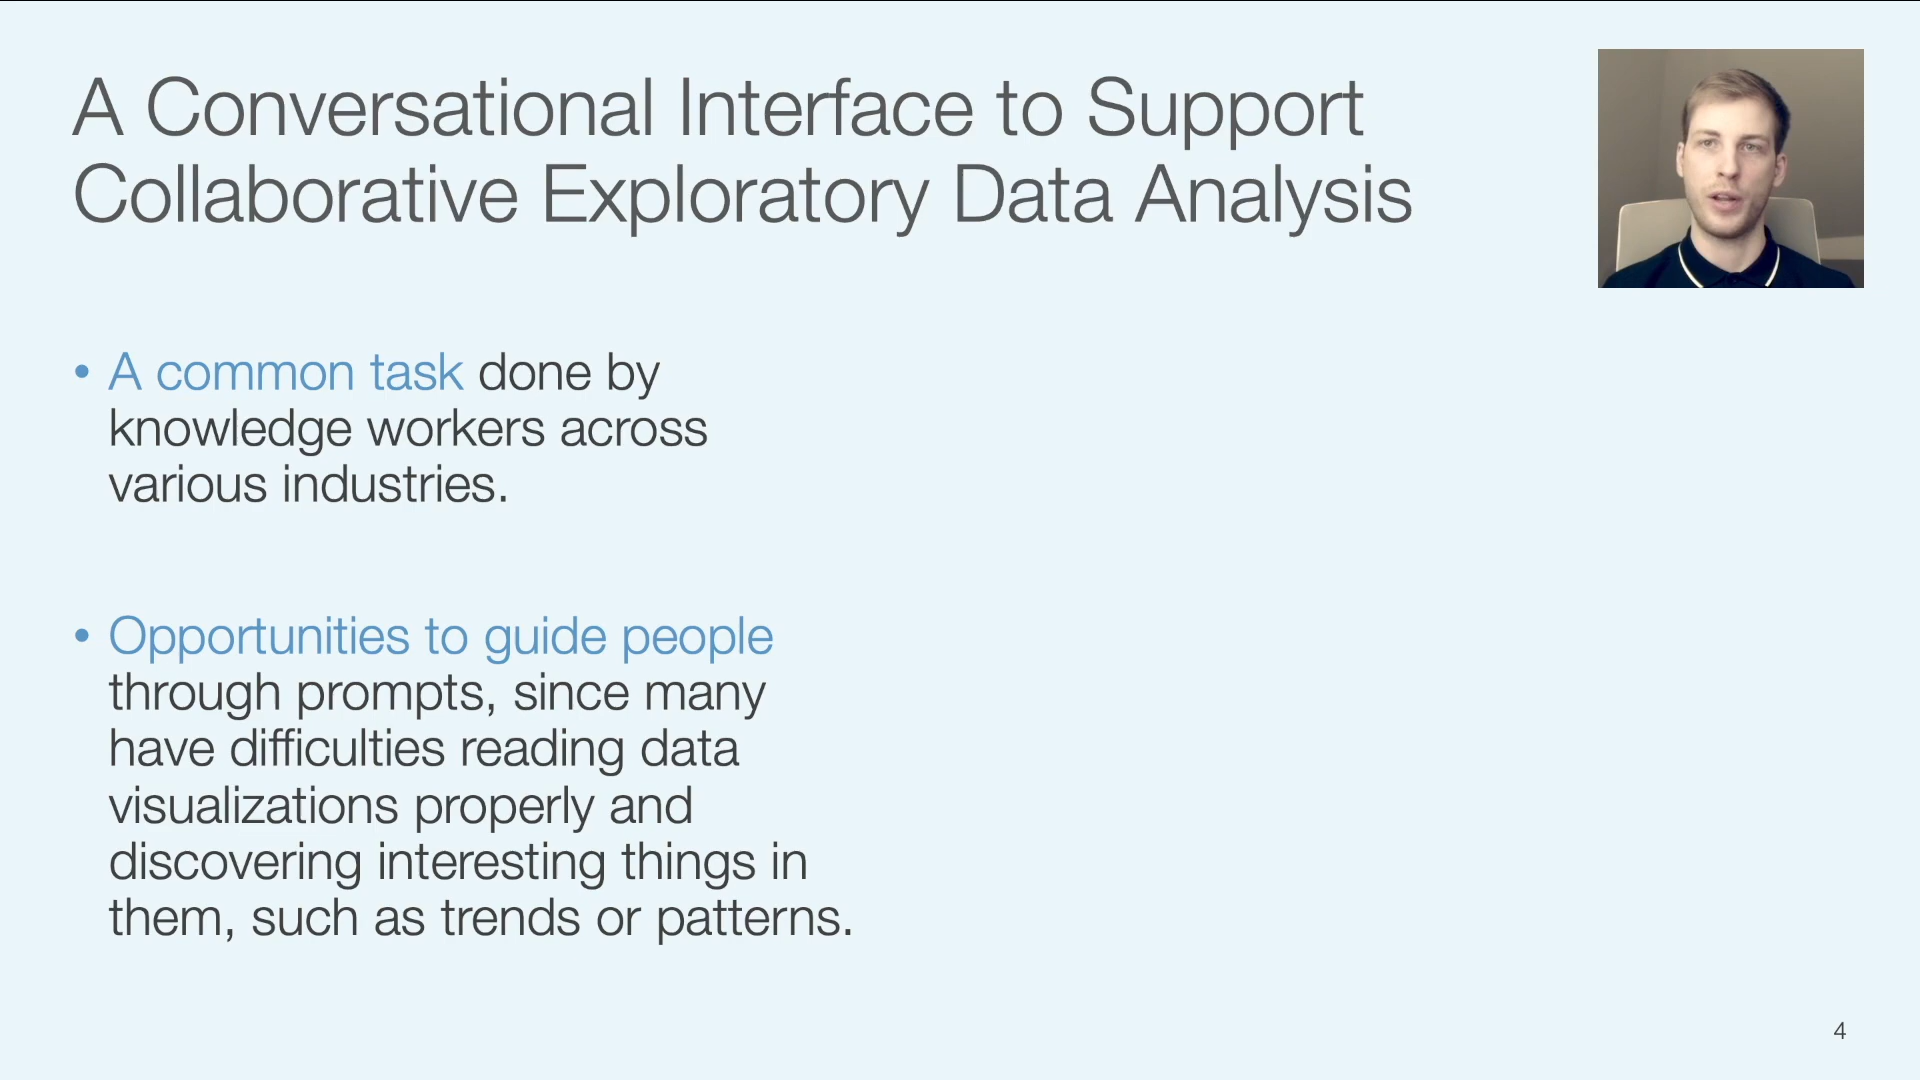 A Conversational Interface to Support
Collaborative Exploratory Data Analysis
• A common task done by
knowledge workers across
various industries.
• Opportunities to guide people
through prompts, since many
have difficulties reading data
visualizations properly and
discovering interesting things in
them, such as trends or patterns.
4